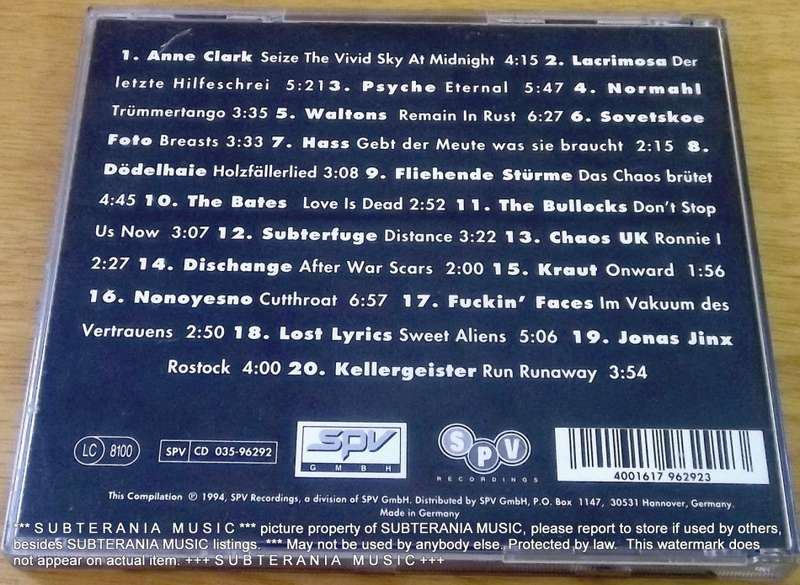 1. Anne Clark Seize The Vivid Sky At Midnight 4:15 2. Lacrimosa Der
letzte Hilfeschrei 5:21 3. Psyche Eternal 5:47 4. Normahl
Trümmertango 3:35 5. Waltons Remain In Rust 6:27 6. Sovetskoe
Foto Breasts 3:33 7. Hass Gebt der Meute was sie braucht 2:15 8.
Dödelhaie Holzfällerlied 3:08 9. Fliehende Stürme Das Chaos brütet
4:45 10. The Bates Love Is Dead 2:52 11. The Bullocks Don't Stop
Us Now 3:07 12. Subterfuge Distance 3:22 13. Chaos UK Ronnie I
2:27 14. Dischange After War Scars 2:00 15. Kraut Onward 1:56
16. Nonoyesno Cutthroat 6:57 17. Fuckin' Faces Im Vakuum des
Vertrauens 2:50 18. Lost Lyrics Sweet Aliens 5:06 19. Jonas Jinx
Rostock 4:00 20. Kellergeister Run Runaway 3:54
LC 8100
SPV CD 035-96292
SPV
GMBH
SPV
RECORDINGS
4001617 962923
This Compilation ℗ 1994, SPV Recordings, a division of SPV GmbH. Distributed by SPV GmbH, P.O. Box 1147, 30531 Hannover, Germany.
Made in Germany
*** SUBTERANIA MUSIC *** picture property of SUBTERANIA MUSIC, please report to store if used by others,
besides SUBTERANIA MUSIC listings. *** May not be used by anybody else. Protected by law. This watermark does
not appear on actual item. +++ SUBTERANIA MUSIC +++